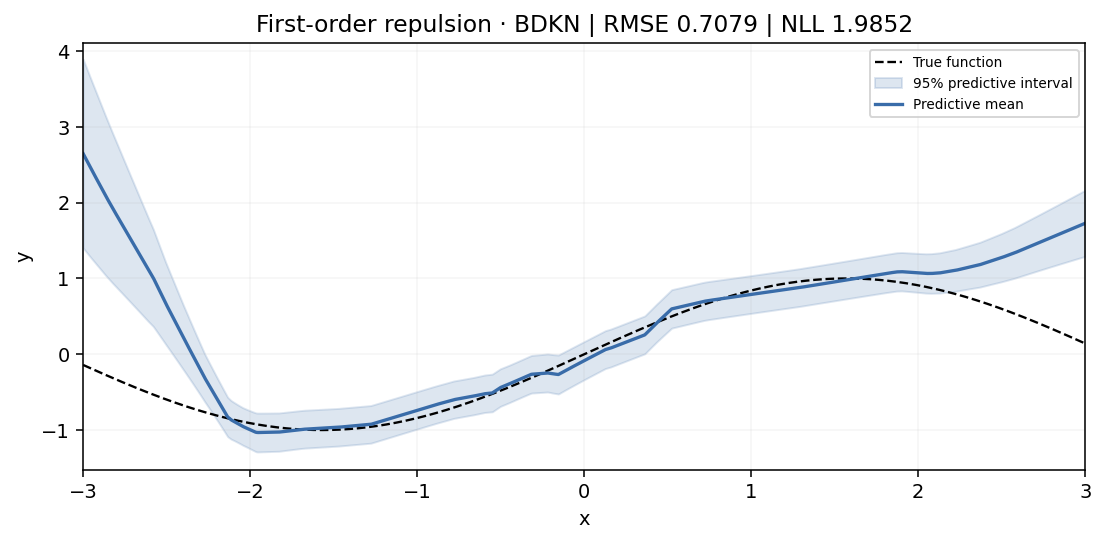 First-order repulsion · BDKN | RMSE 0.7079 | NLL 1.9852
True function
95% predictive interval
Predictive mean
y
4
3
2
1
0
−1
−3
−2
−1
0
1
2
3
x